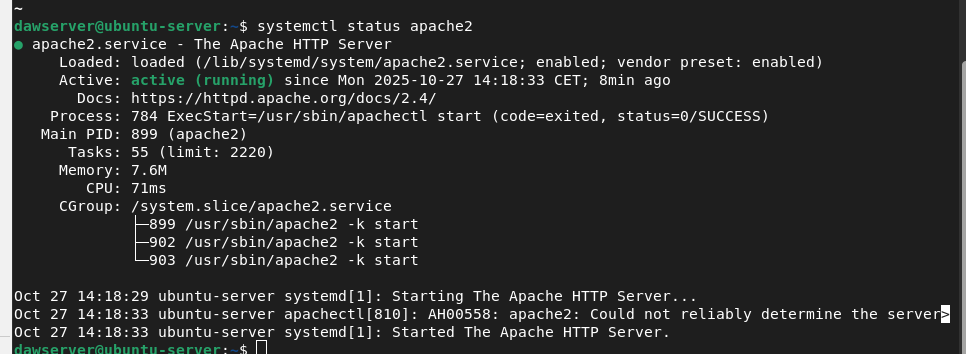 ~
dawserver@ubuntu-server:~$ systemctl status apache2
● apache2.service - The Apache HTTP Server
     Loaded: loaded (/lib/systemd/system/apache2.service; enabled; vendor preset: enabled)
     Active: active (running) since Mon 2025-10-27 14:18:33 CET; 8min ago
       Docs: https://httpd.apache.org/docs/2.4/
    Process: 784 ExecStart=/usr/sbin/apachectl start (code=exited, status=0/SUCCESS)
   Main PID: 899 (apache2)
      Tasks: 55 (limit: 2220)
     Memory: 7.6M
        CPU: 71ms
     CGroup: /system.slice/apache2.service
             ├─899 /usr/sbin/apache2 -k start
             ├─902 /usr/sbin/apache2 -k start
             └─903 /usr/sbin/apache2 -k start

Oct 27 14:18:29 ubuntu-server systemd[1]: Starting The Apache HTTP Server...
Oct 27 14:18:33 ubuntu-server apachectl[810]: AH00558: apache2: Could not reliably determine the server>
Oct 27 14:18:33 ubuntu-server systemd[1]: Started The Apache HTTP Server.
dawserver@ubuntu-server:~$